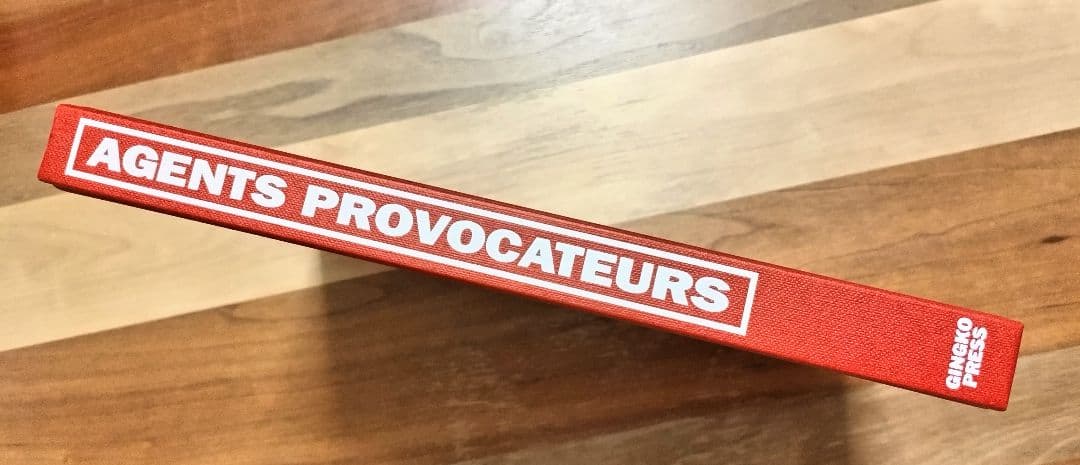 AGENTS PROVOCATEURS
GINGKO
PRESS